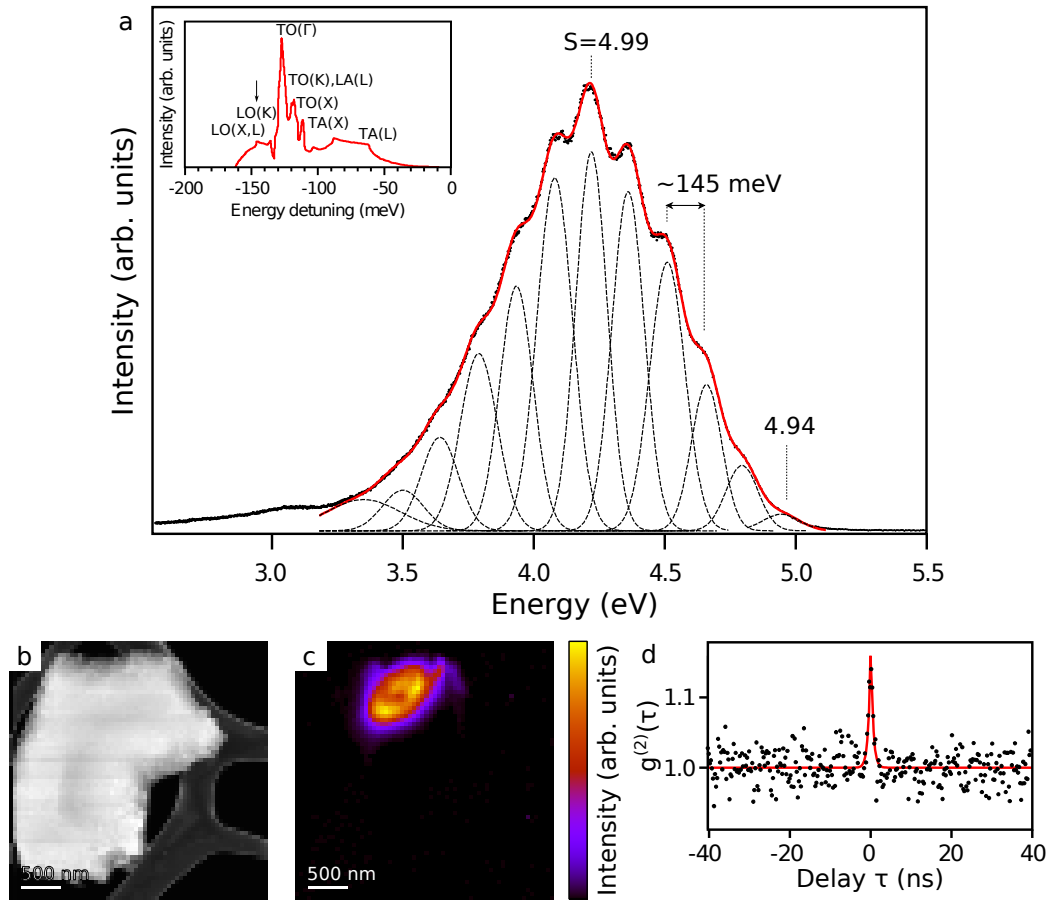 a
S=4.99
~145 meV
4.94
Intensity (arb. units)
3.0 3.5 4.0 4.5 5.0 5.5
Energy (eV)
Intensity (arb. units)
TO(Γ)
TO(K),LA(L)
LO(K)
TO(X)
LO(X,L)
TA(X)
TA(L)
-200 -150 -100 -50 0
Energy detuning (meV)
b
500 nm
c
500 nm
Intensity (arb. units)
d
g(2)(τ)
1.1
1.0
-40 -20 0 20 40
Delay τ (ns)